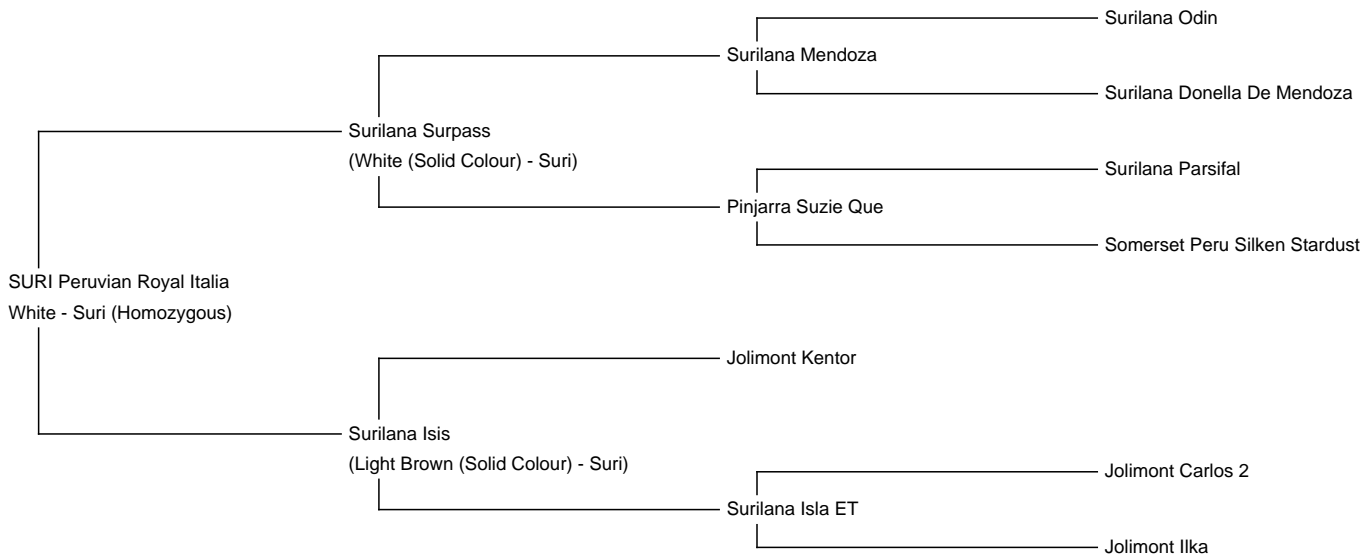 Surilana Odin
Surilana Mendoza
Surilana Donella De Mendoza
Surilana Surpass
(White (Solid Colour) - Suri)
Surilana Parsifal
Pinjarra Suzie Que
Somerset Peru Silken Stardust
SURI Peruvian Royal Italia
White - Suri (Homozygous)
Jolimont Kentor
Surilana Isis
(Light Brown (Solid Colour) - Suri)
Jolimont Carlos 2
Surilana Isla ET
Jolimont Ilka